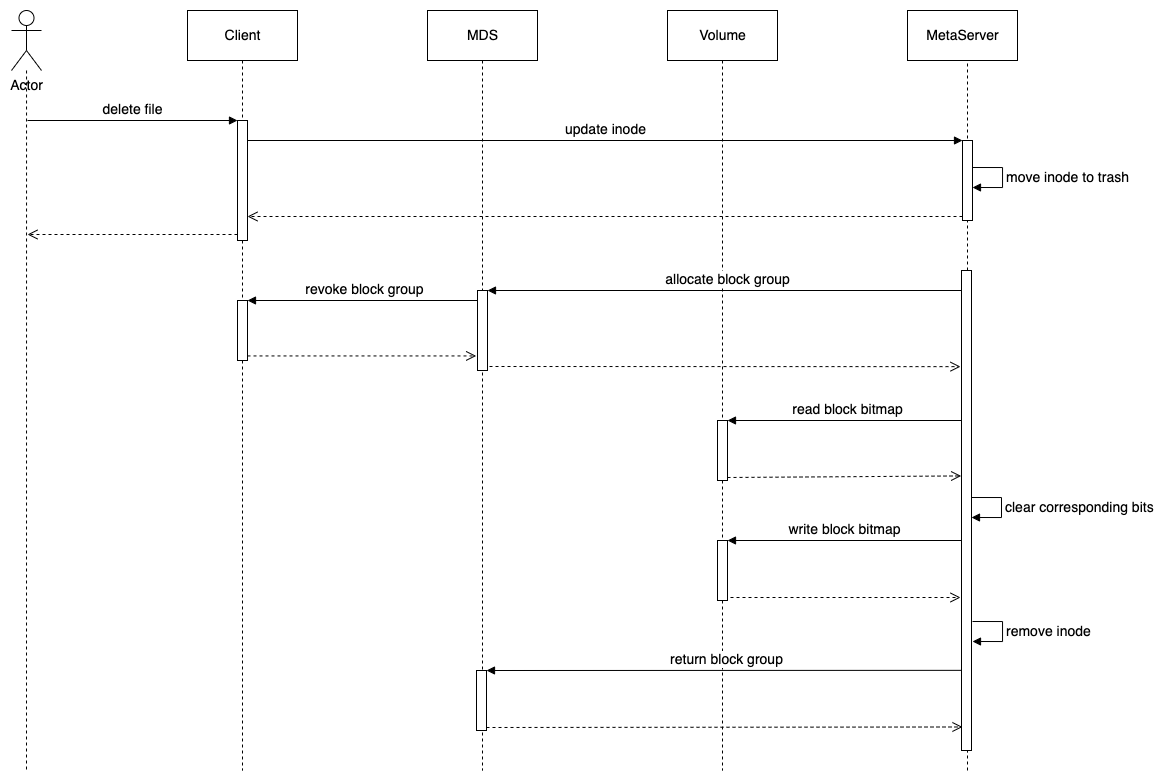 Client
MDS
Volume
MetaServer
Actor
delete file
update inode
move inode to trash
allocate block group
revoke block group
read block bitmap
clear corresponding bits
write block bitmap
remove inode
return block group